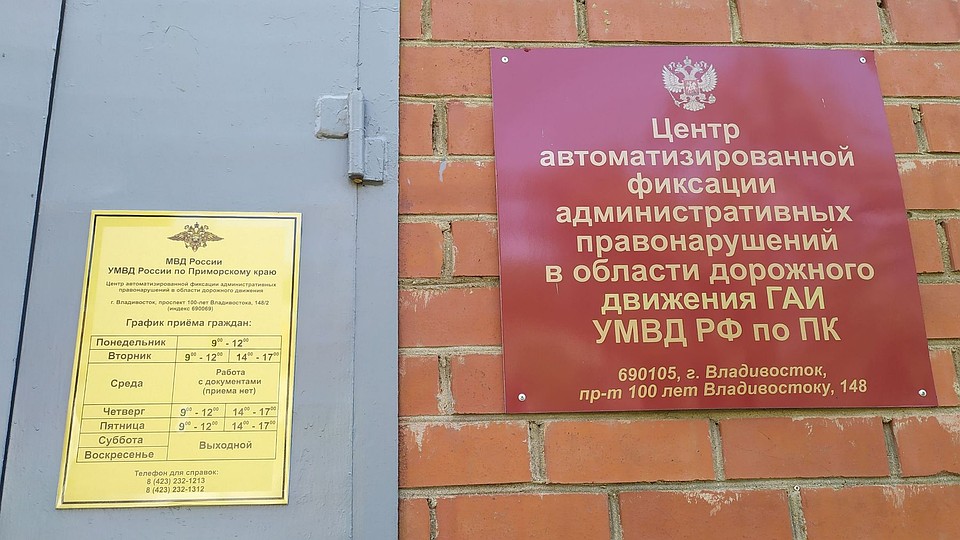 МВД России
УМВД России по Приморскому краю
Центр автоматизированной фиксации административных
правонарушений в области дорожного движения
г. Владивосток, проспект 100-лет Владивостока, 148/2
(индекс 690069)
График приёма граждан:
Понедельник 9⁰⁰ - 12⁰⁰
Вторник 9⁰⁰ - 12⁰⁰ 14⁰⁰ - 17⁰⁰
Среда Работа
с документами
(приема нет)
Четверг 9⁰⁰ - 12⁰⁰ 14⁰⁰ - 17⁰⁰
Пятница 9⁰⁰ - 12⁰⁰ 14⁰⁰ - 17⁰⁰
Суббота Выходной
Воскресенье
Телефон для справок:
8 (423) 232-1213
8 (423) 232-1312
Центр
автоматизированной
фиксации
административных
правонарушений
в области дорожного
движения ГАИ
УМВД РФ по ПК
690105, г. Владивосток,
пр-т 100 лет Владивостоку, 148